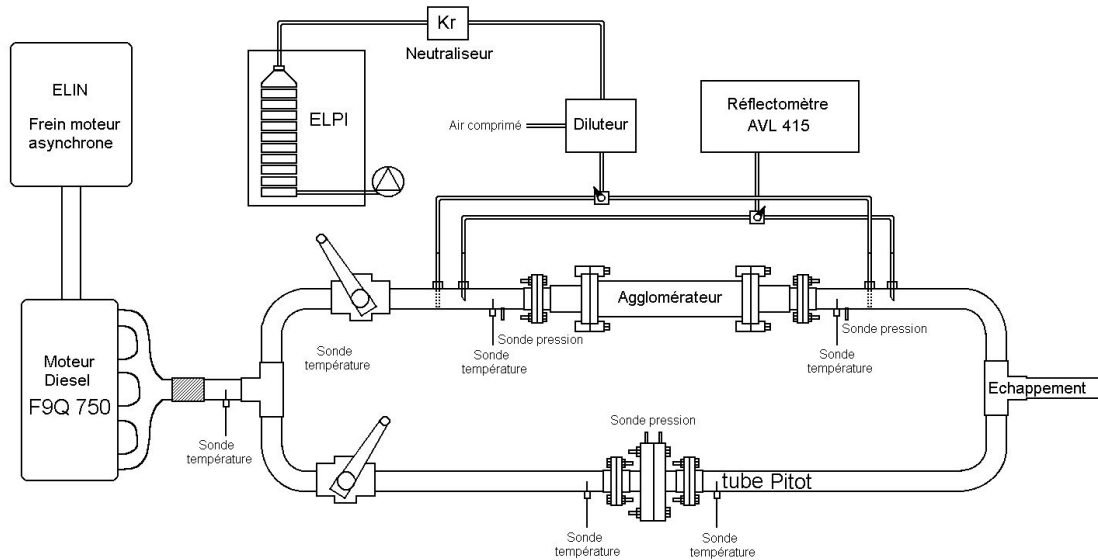 Kr
Neutraliseur
ELIN
Frein moteur
asynchrone
ELPI
Air comprimé
Diluteur
Réflectomètre
AVL 415
Agglomérateur
Sonde pression
Sonde
température
Sonde
température
Sonde pression
Sonde
température
Moteur
Diesel
F9Q 750
Sonde
température
Echappement
Sonde pression
tube Pitot
Sonde
température
Sonde
température